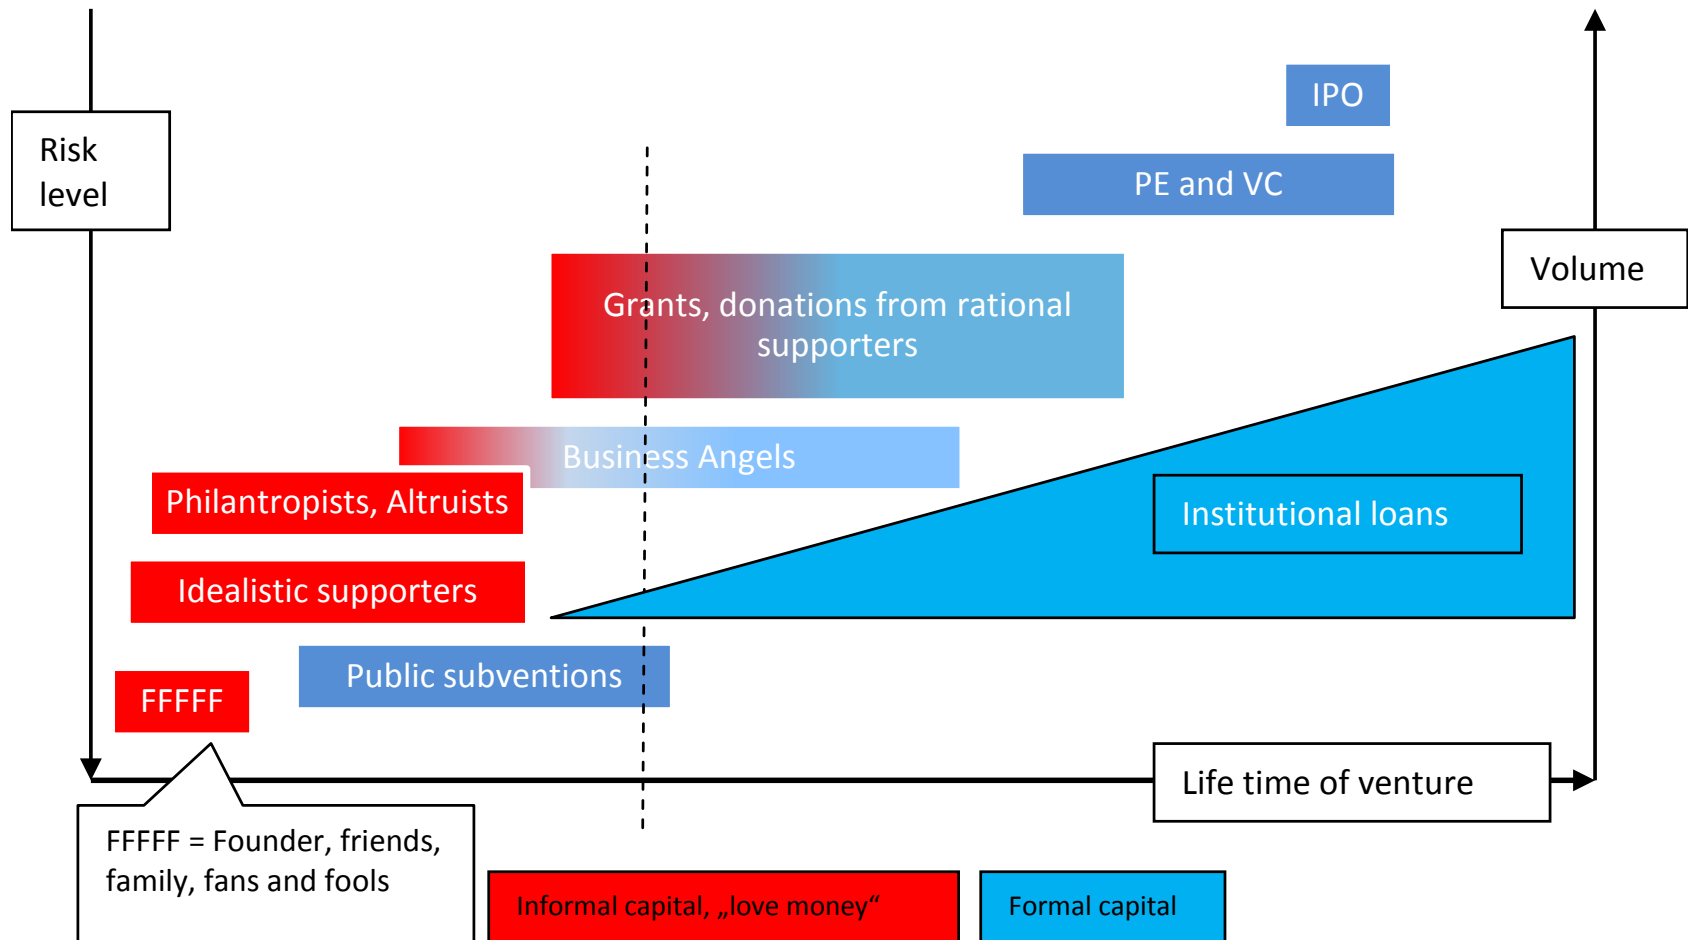 IPO
Risk
level
PE and VC
Volume
Grants, donations from rational
supporters
Business Angels
Philantropists, Altruists
Institutional loans
Idealistic supporters
Public subventions
FFFFF
Life time of venture
FFFFF = Founder, friends,
family, fans and fools
Informal capital, „love money“
Formal capital